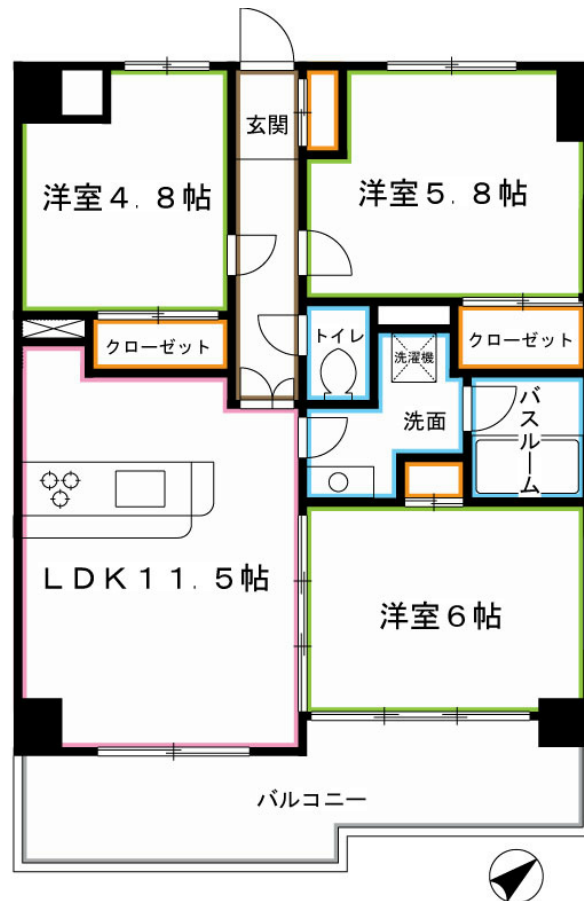 玄関
洋室4.8帖
洋室5.8帖
クローゼット
トイレ
洗濯機
クローゼット
洗面
バスルーム
LDK11.5帖
洋室6帖
バルコニー